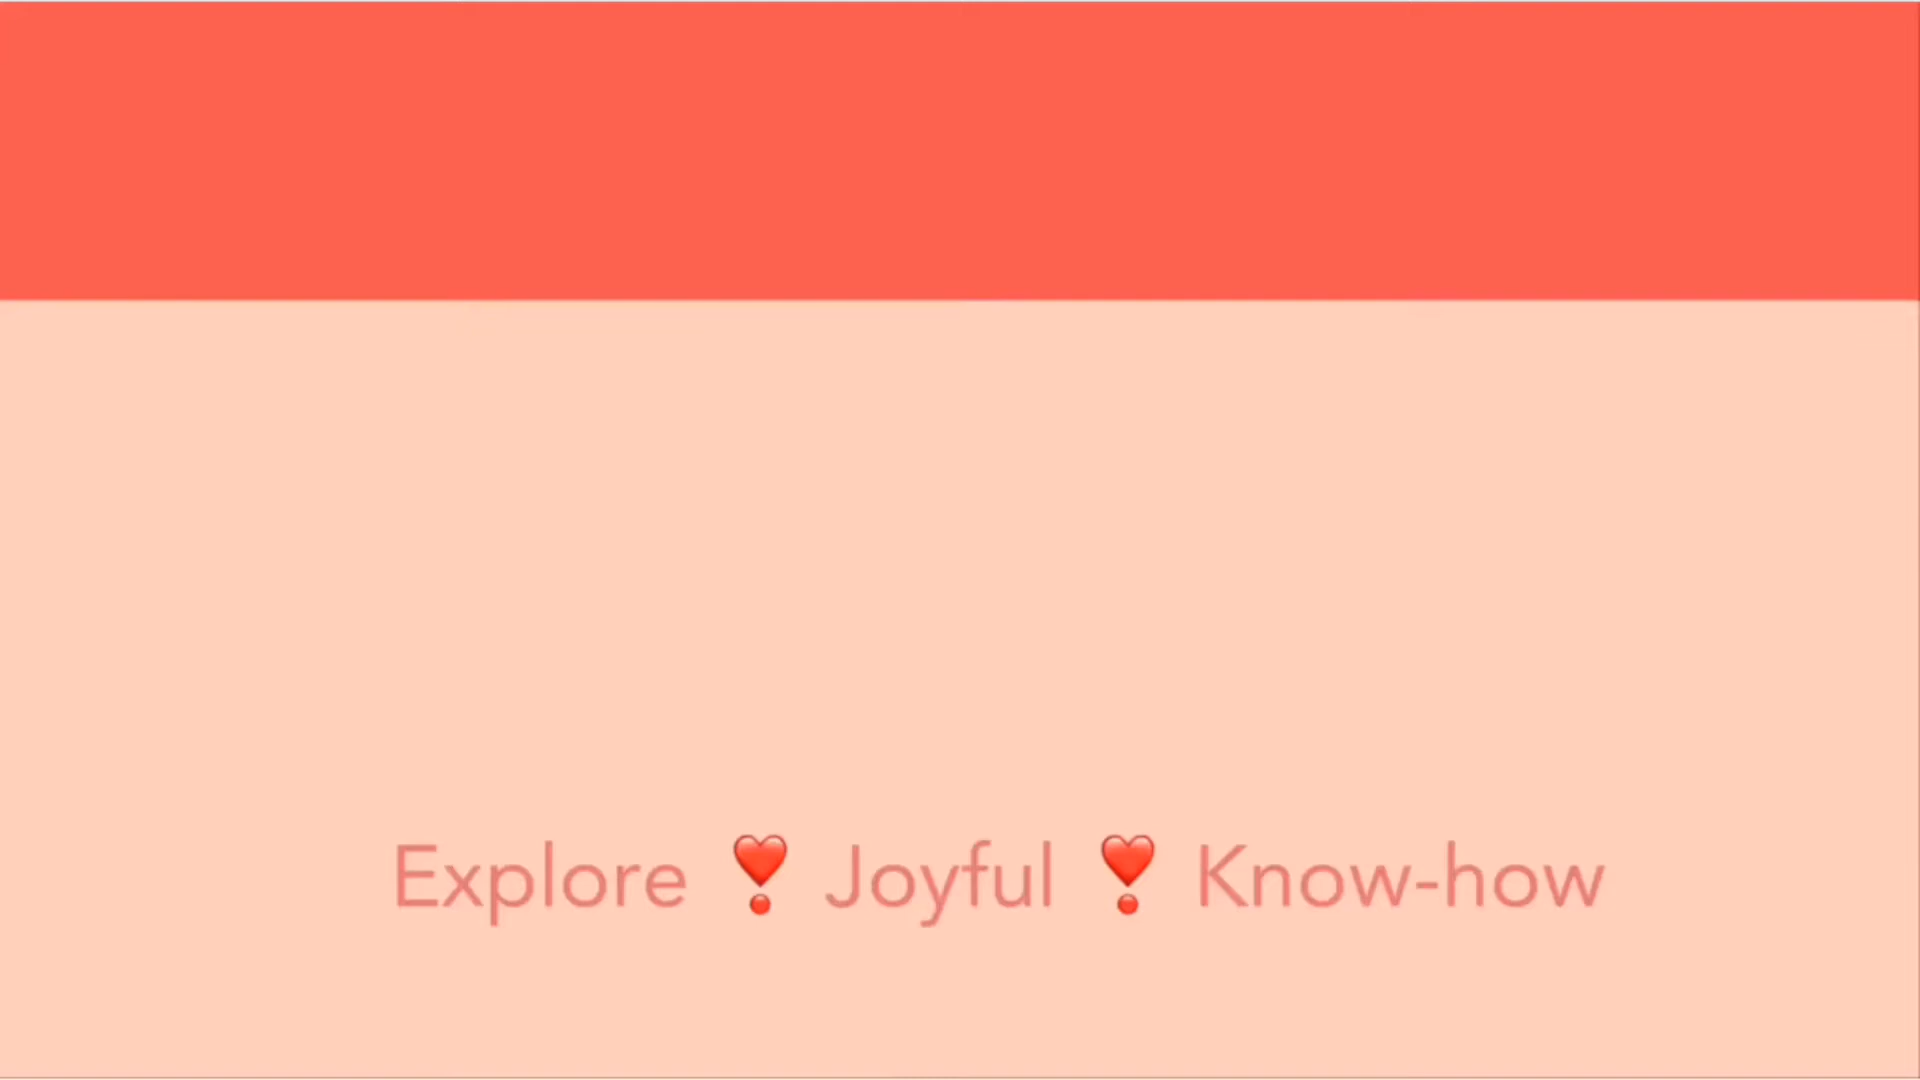 Explore ❣️ Joyful ❣️ Know-how